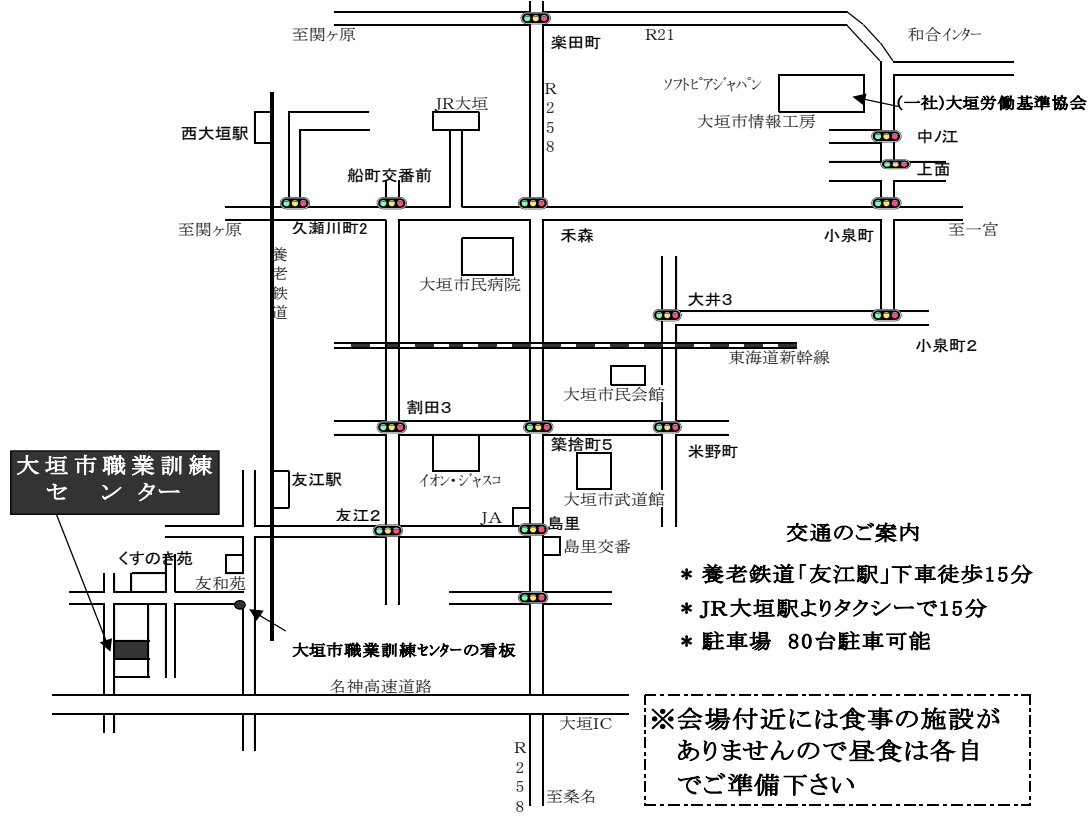 至関ヶ原
楽田町
R21
和合インター
ソフトピアジャパン
(一社)大垣労働基準協会
大垣市情報工房
R258
JR大垣
西大垣駅
中ノ江
上面
船町交番前
至関ヶ原
久瀬川町2
禾森
小泉町
至一宮
養老鉄道
大垣市民病院
大井3
小泉町2
東海道新幹線
大垣市民会館
割田3
築捨町5
米野町
大垣市職業訓練
センター
友江駅
イオン・ジャスコ
大垣市武道館
友江2
JA
島里
島里交番
くすのき苑
友和苑
大垣市職業訓練センターの看板
交通のご案内
* 養老鉄道「友江駅」下車徒歩15分
* JR大垣駅よりタクシーで15分
* 駐車場 80台駐車可能
名神高速道路
大垣IC
R258
至桑名
※会場付近には食事の施設が
ありませんので昼食は各自
でご準備下さい